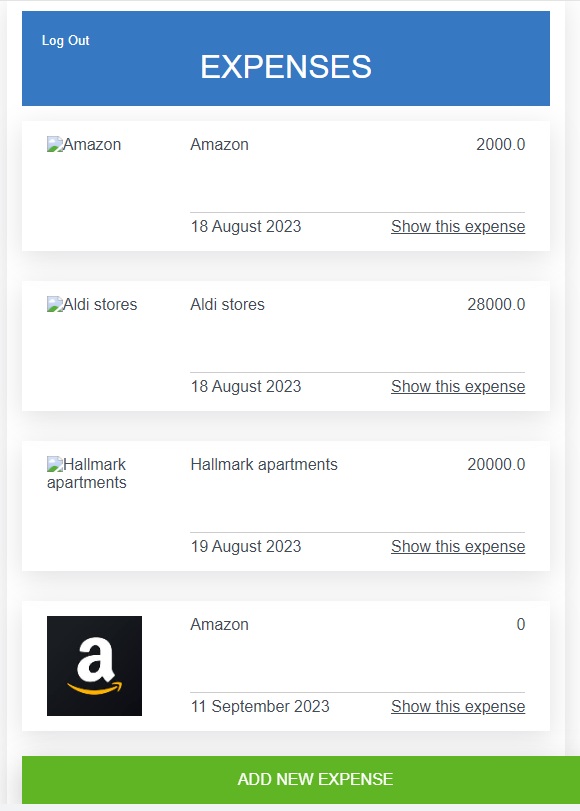 Log Out
EXPENSES
Amazon Amazon 2000.0
18 August 2023 Show this expense
Aldi stores Aldi stores 28000.0
18 August 2023 Show this expense
Hallmark apartments Hallmark apartments 20000.0
19 August 2023 Show this expense
a Amazon 0
11 September 2023 Show this expense
ADD NEW EXPENSE